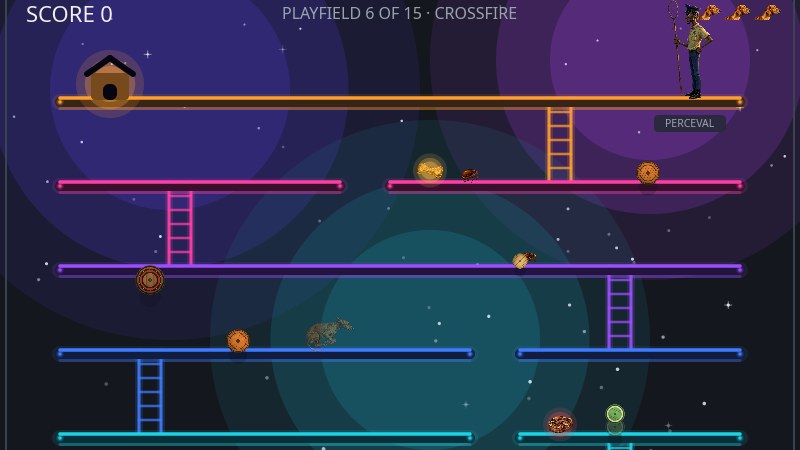 SCORE 0
PLAYFIELD 6 OF 15 · CROSSFIRE
PERCEVAL